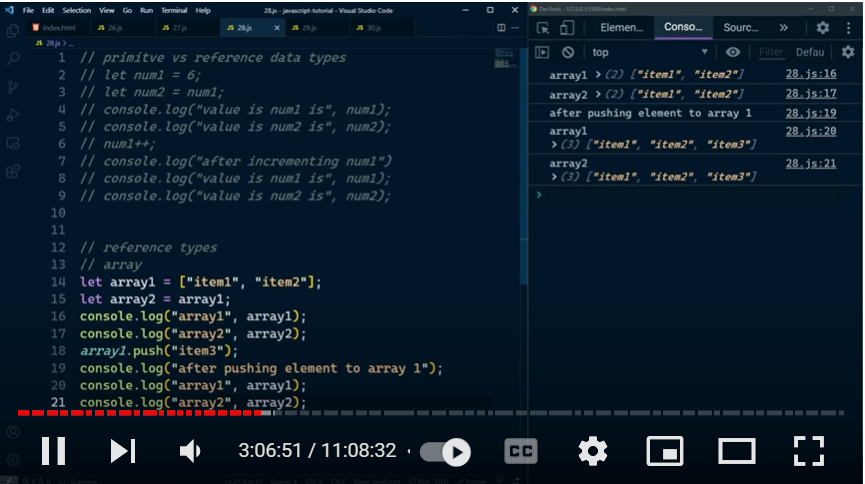 File Edit Selection View Go Run Terminal Help 28.js - javascript-tutorial - Visual Studio Code
index.html JS 26.js JS 27.js JS 28.js JS 29.js JS 30.js
JS 28.js > ...
1 // primitve vs reference data types
2 // let num1 = 6;
3 // let num2 = num1;
4 // console.log("value is num1 is", num1);
5 // console.log("value is num2 is", num2);
6 // num1++;
7 // console.log("after incrementing num1")
8 // console.log("value is num1 is", num1);
9 // console.log("value is num2 is", num2);
10
11
12 // reference types
13 // array
14 let array1 = ["item1", "item2"];
15 let array2 = array1;
16 console.log("array1", array1);
17 console.log("array2", array2);
18 array1.push("item3");
19 console.log("after pushing element to array 1");
20 console.log("array1", array1);
21 console.log("array2", array2);
Elemen... Conso... Sourc... »
top Filter Defau
array1 > (2) ["item1", "item2"] 28.js:16
array2 > (2) ["item1", "item2"] 28.js:17
after pushing element to array 1 28.js:19
array1 28.js:20
> (3) ["item1", "item2", "item3"]
array2 28.js:21
> (3) ["item1", "item2", "item3"]
>
3:06:51 / 11:08:32 ·
CC